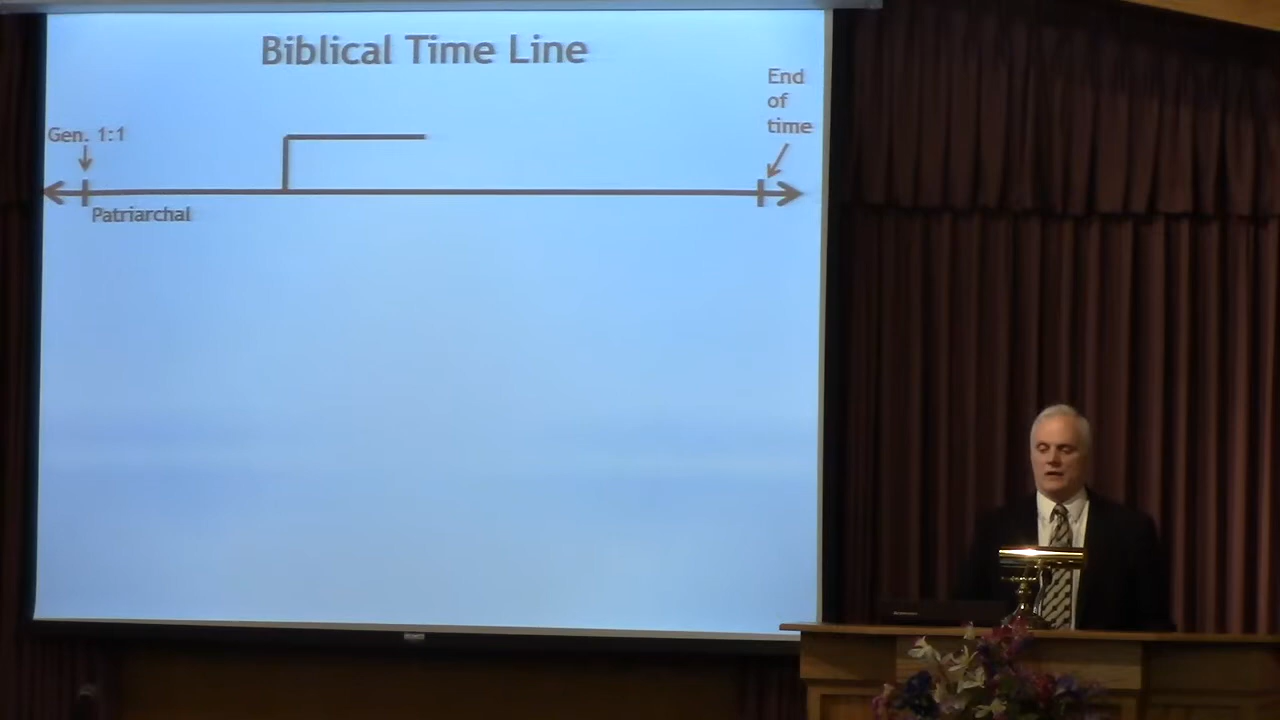 Biblical Time Line
End
of
time
Gen. 1:1
Patriarchal